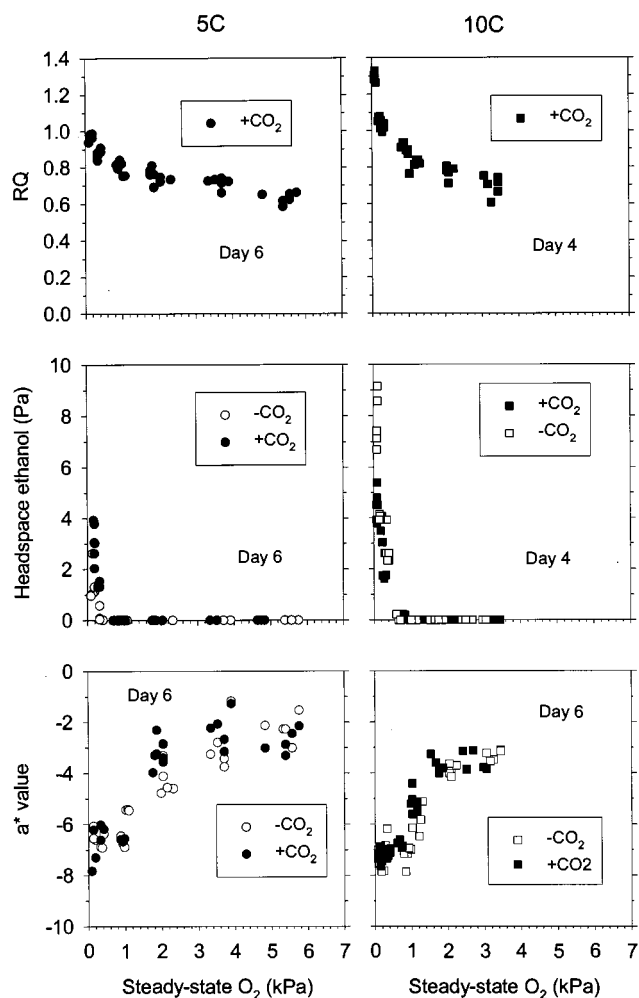 5C
10C
1.4
1.2
1.0
0.8
0.6
0.4
0.2
0.0
RQ
+CO2
Day 6
+CO2
Day 4
10
8
6
4
2
0
Headspace ethanol (Pa)
-CO2
+CO2
Day 6
+CO2
-CO2
Day 4
-0
-2
-4
-6
-8
-10
a* value
Day 6
-CO2
+CO2
Day 6
-CO2
+CO2
0 1 2 3 4 5 6 7
0 1 2 3 4 5 6 7
Steady-state O2 (kPa)
Steady-state O2 (kPa)